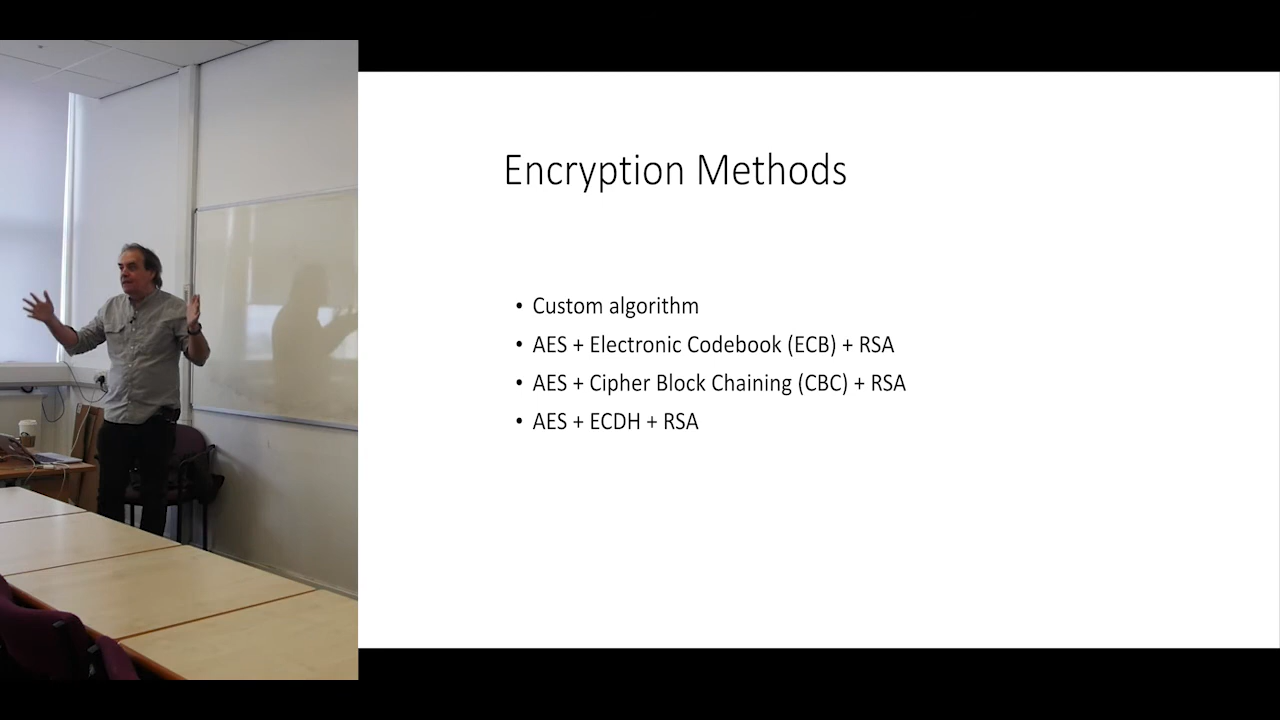 Encryption Methods
• Custom algorithm
• AES + Electronic Codebook (ECB) + RSA
• AES + Cipher Block Chaining (CBC) + RSA
• AES + ECDH + RSA